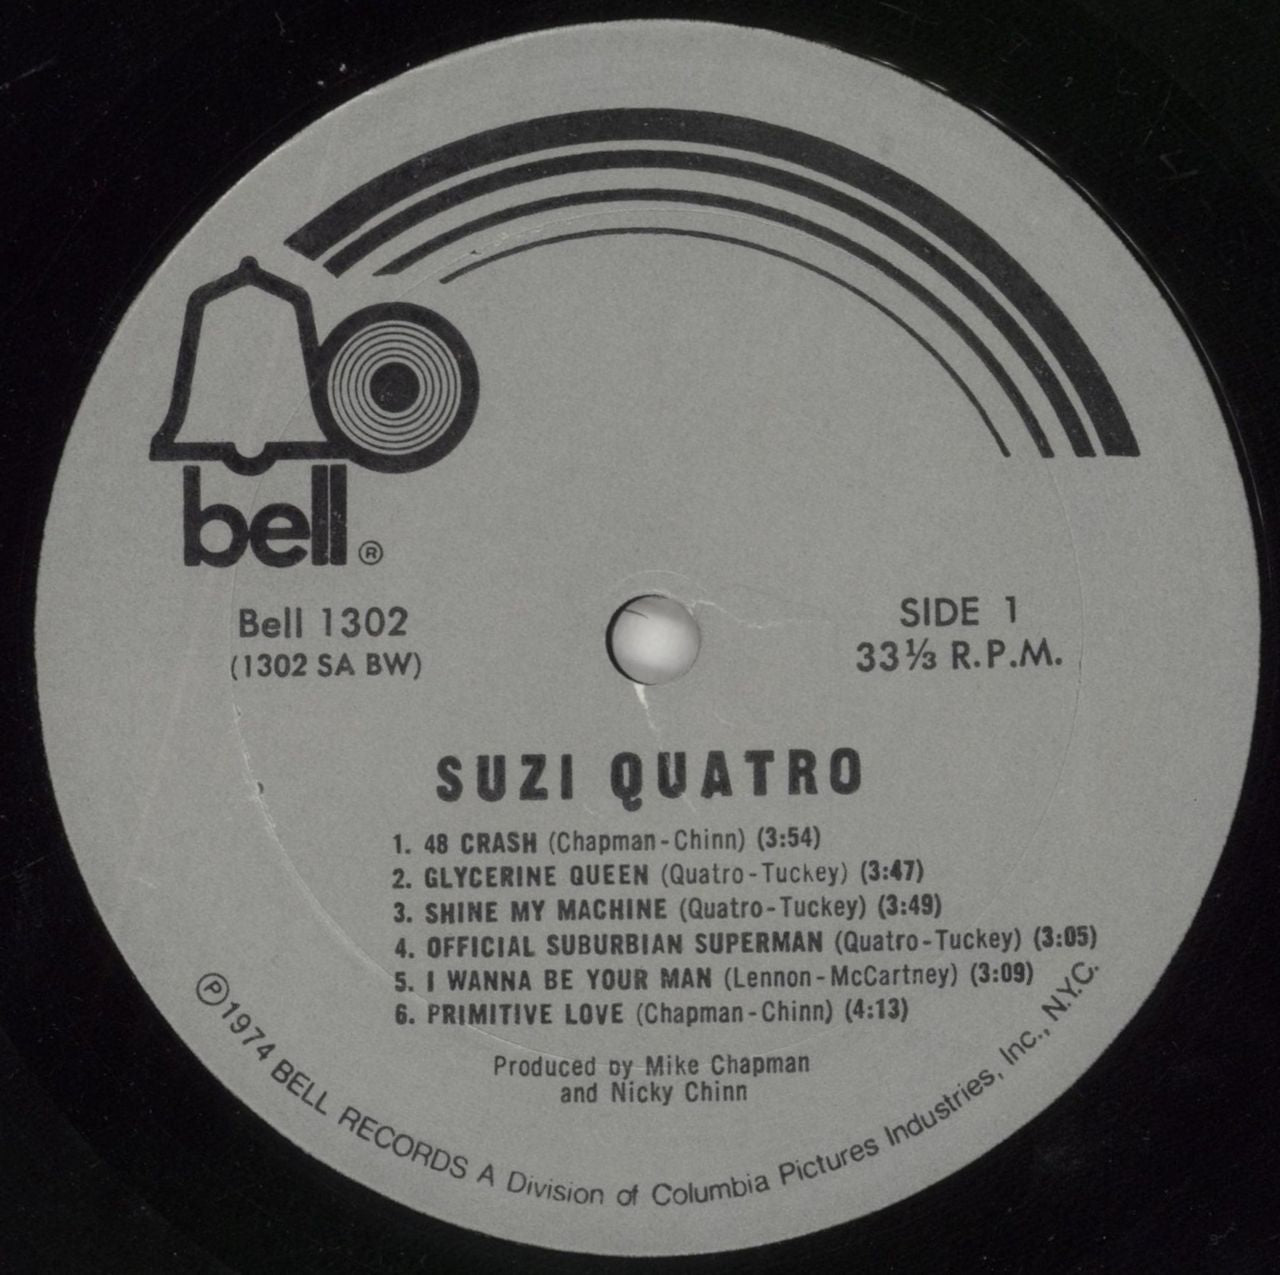 bell®
Bell 1302
(1302 SA BW)
SIDE 1
33⅓ R.P.M.
SUZI QUATRO
1. 48 CRASH (Chapman-Chinn) (3:54)
2. GLYCERINE QUEEN (Quatro-Tuckey) (3:47)
3. SHINE MY MACHINE (Quatro-Tuckey) (3:49)
4. OFFICIAL SUBURBIAN SUPERMAN (Quatro-Tuckey) (3:05)
5. I WANNA BE YOUR MAN (Lennon-McCartney) (3:09)
6. PRIMITIVE LOVE (Chapman-Chinn) (4:13)
Produced by Mike Chapman
and Nicky Chinn
℗1974 BELL RECORDS A Division of Columbia Pictures Industries, Inc., N.Y.C.